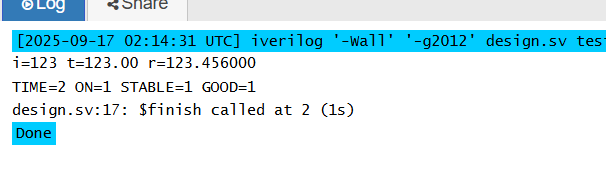 Log Share
[2025-09-17 02:14:31 UTC] iverilog '-Wall' '-g2012' design.sv tes
i=123 t=123.00 r=123.456000
TIME=2 ON=1 STABLE=1 GOOD=1
design.sv:17: $finish called at 2 (1s)
Done